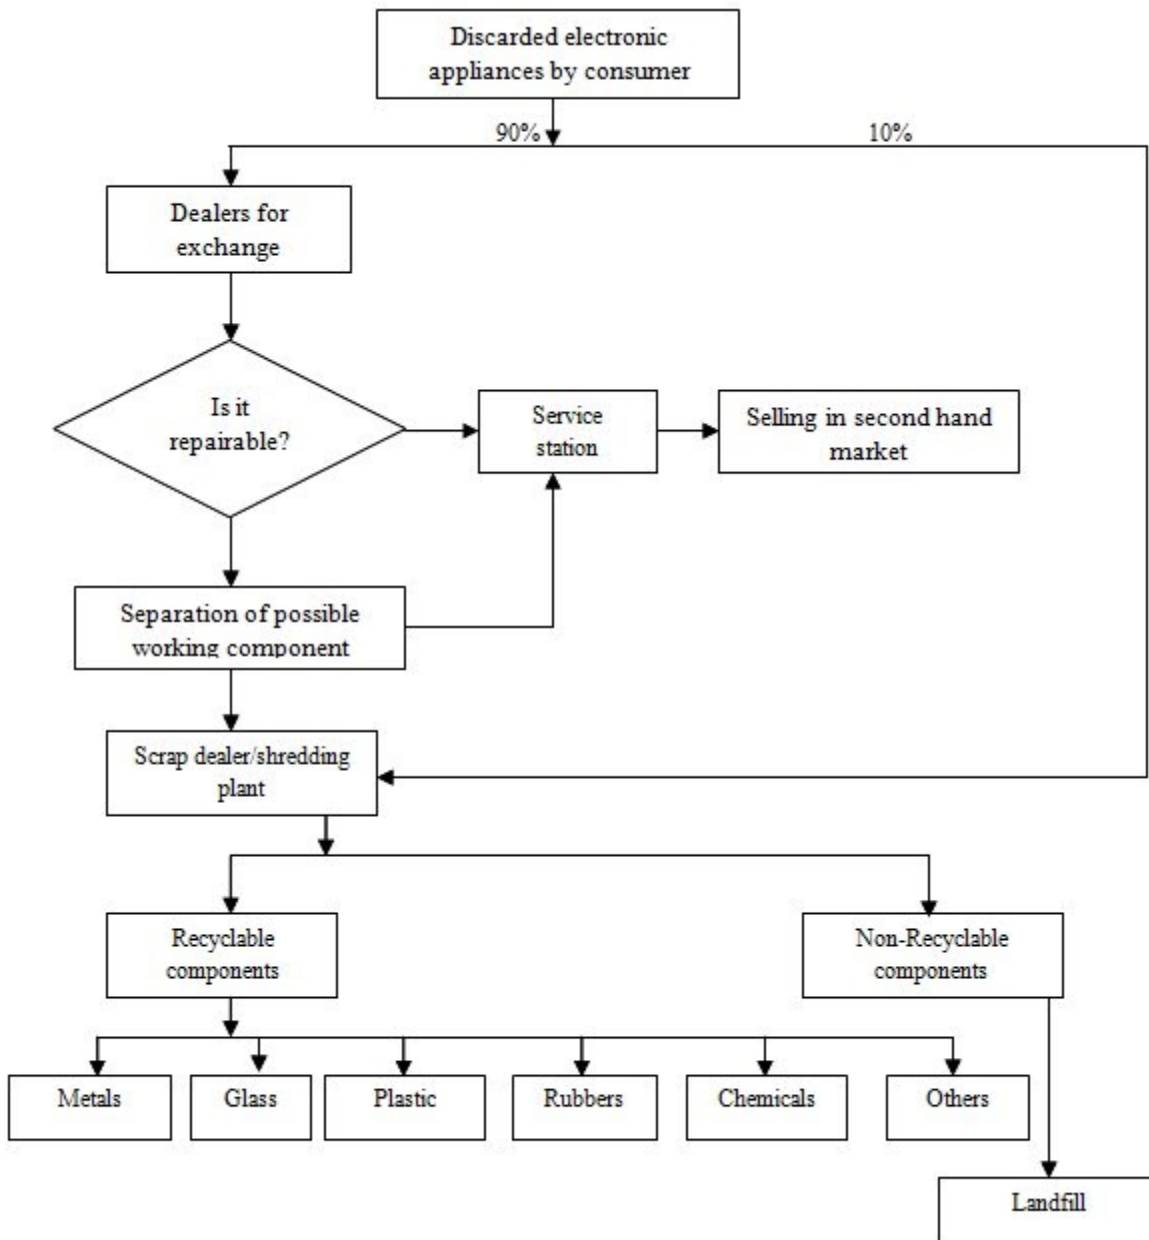 Discarded electronic
appliances by consumer
90%
10%
Dealers for
exchange
Is it
repairable?
Service
station
Selling in second hand
market
Separation of possible
working component
Scrap dealer/shredding
plant
Recyclable
components
Non-Recyclable
components
Metals
Glass
Plastic
Rubbers
Chemicals
Others
Landfill